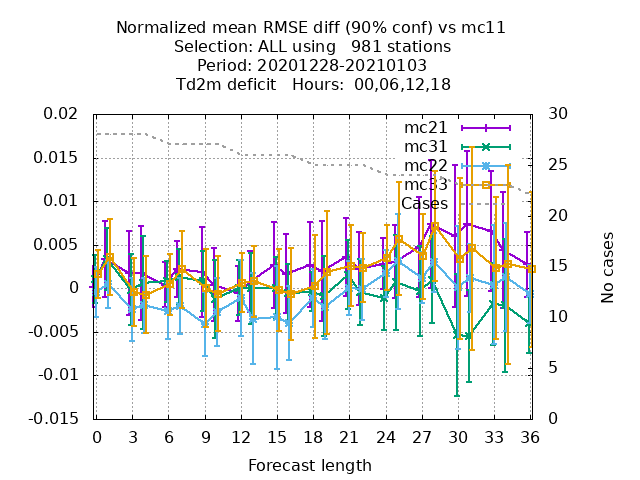 Normalized mean RMSE diff (90% conf) vs mc11
Selection: ALL using   981 stations
Period: 20201228-20210103
Td2m deficit   Hours:  00,06,12,18
0.02
0.015
0.01
0.005
0
-0.005
-0.01
-0.015
30
25
20
15
10
5
0
mc21
mc31
mc22
mc33
Cases
No cases
0 3 6 9 12 15 18 21 24 27 30 33 36
Forecast length